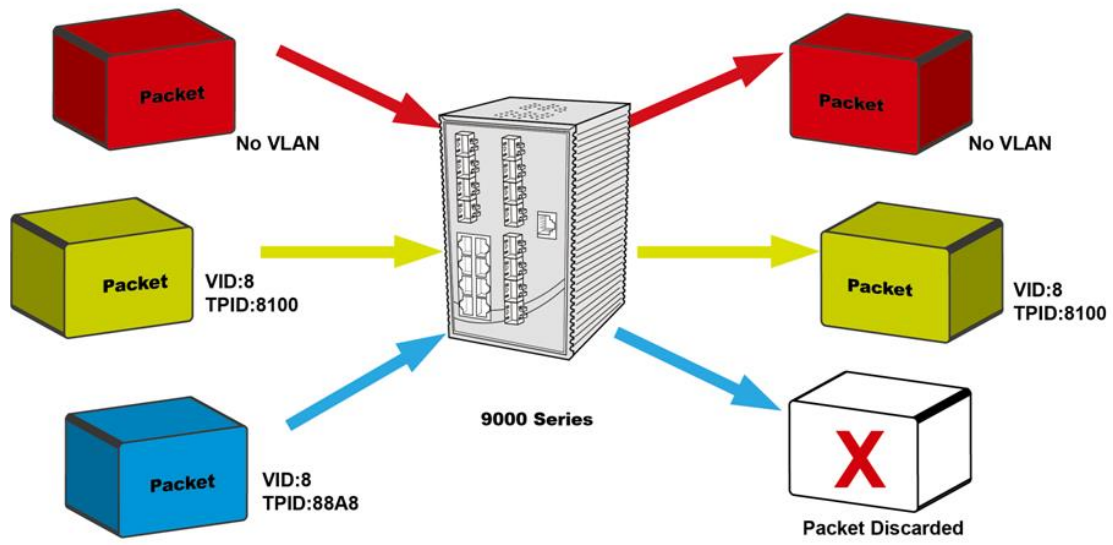 Packet
No VLAN
Packet
No VLAN
Packet
VID:8
TPID:8100
Packet
VID:8
TPID:8100
9000 Series
Packet
VID:8
TPID:88A8
X
Packet Discarded